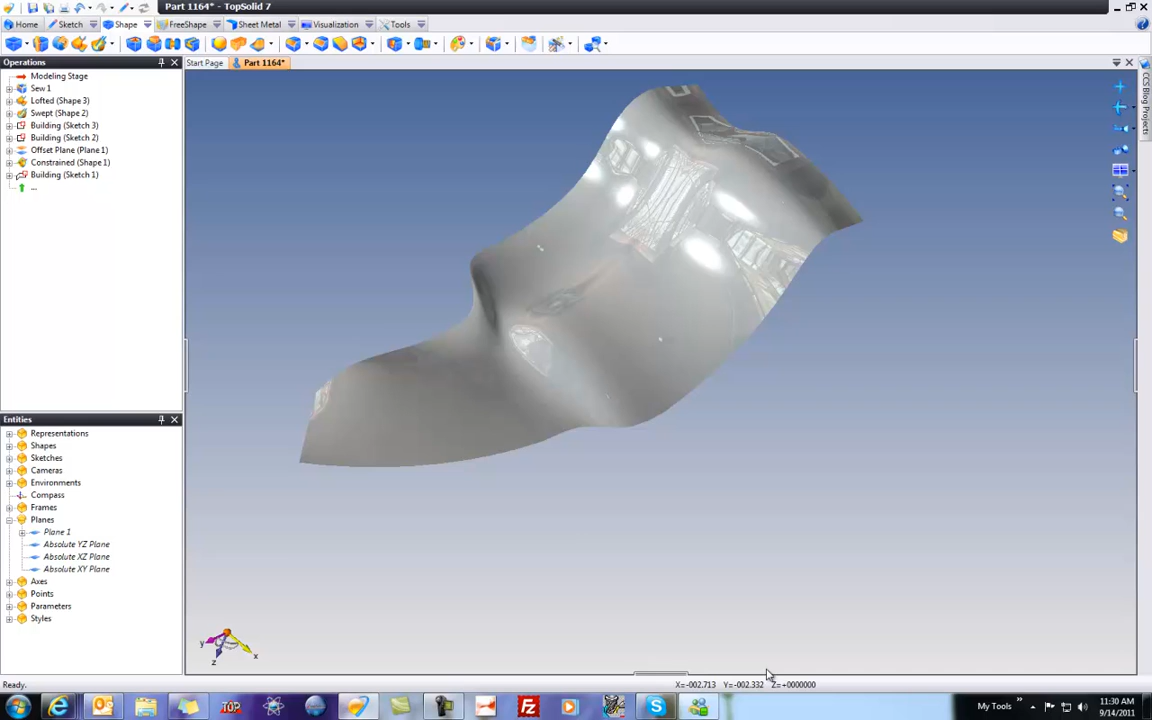 Part 1164* - TopSolid 7
Home Sketch Shape FreeShape Sheet Metal Visualization Tools
Operations
Start Page Part 1164*
Modeling Stage
Sew 1
Lofted (Shape 3)
Swept (Shape 2)
Building (Sketch 3)
Building (Sketch 2)
Offset Plane (Plane 1)
Constrained (Shape 1)
Building (Sketch 1)
...
CCSBlog Projects
Entities
Representations
Shapes
Sketches
Cameras
Environments
Compass
Frames
Planes
Plane 1
Absolute YZ Plane
Absolute XZ Plane
Absolute XY Plane
Axes
Points
Parameters
Styles
y
z
x
Ready.
X=-002.713 Y=-002.332 Z=+0000000
TOP
Fz
S
My Tools
11:30 AM
9/14/2011